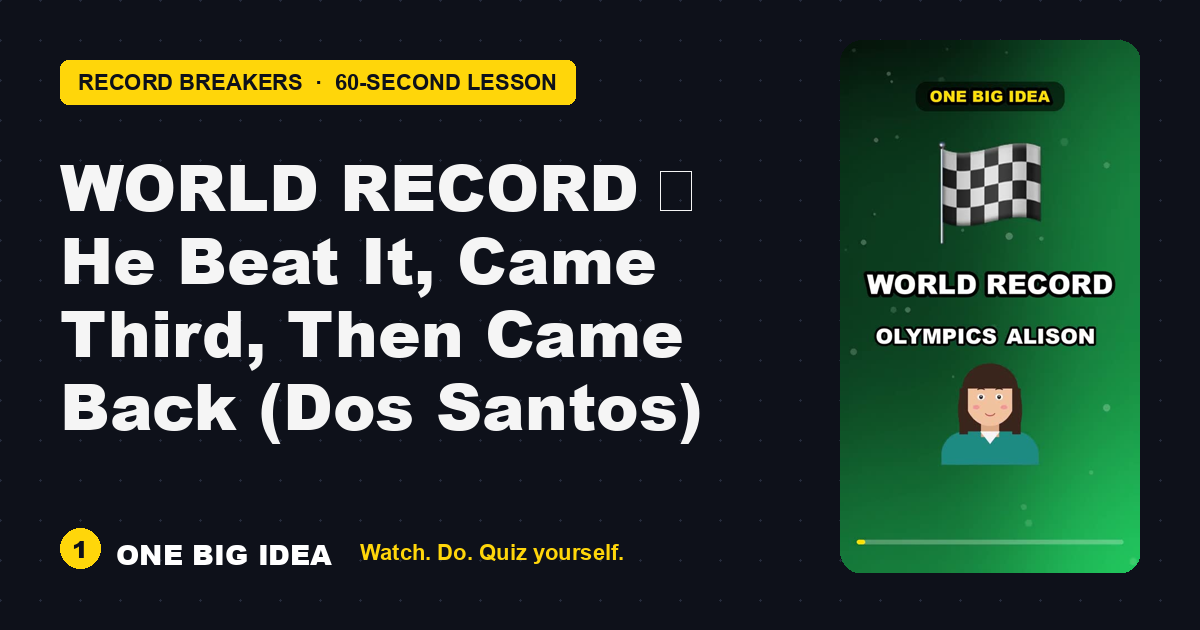 RECORD BREAKERS · 60-SECOND LESSON
WORLD RECORD □
He Beat It, Came
Third, Then Came
Back (Dos Santos)
1 ONE BIG IDEA Watch. Do. Quiz yourself.
ONE BIG IDEA
WORLD RECORD
OLYMPICS ALISON